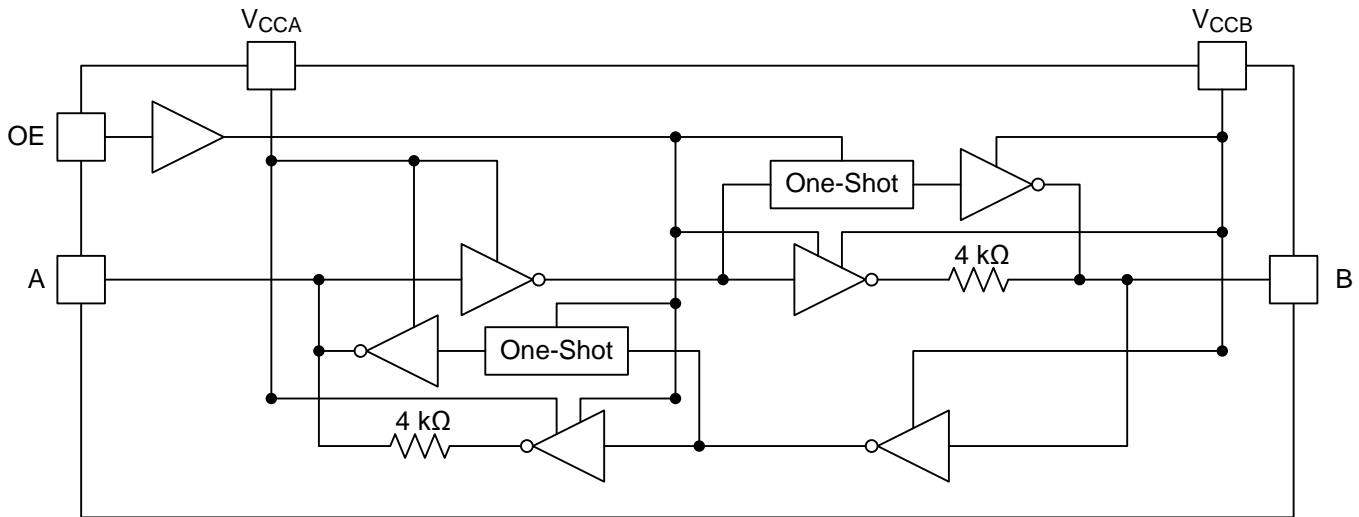 VCCA
VCCB
OE
One-Shot
A
4 kΩ
B
One-Shot
4 kΩ